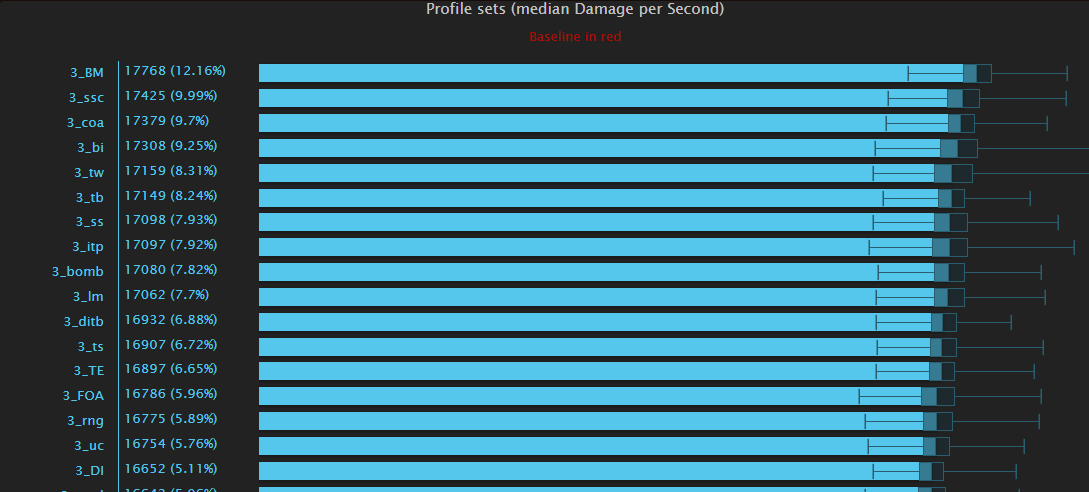 Profile sets (median Damage per Second)
Baseline in red
3_BM 17768 (12.16%)
3_ssc 17425 (9.99%)
3_coa 17379 (9.7%)
3_bi 17308 (9.25%)
3_tw 17159 (8.31%)
3_tb 17149 (8.24%)
3_ss 17098 (7.93%)
3_itp 17097 (7.92%)
3_bomb 17080 (7.82%)
3_lm 17062 (7.7%)
3_ditb 16932 (6.88%)
3_ts 16907 (6.72%)
3_TE 16897 (6.65%)
3_FOA 16786 (5.96%)
3_rng 16775 (5.89%)
3_uc 16754 (5.76%)
3_DI 16652 (5.11%)